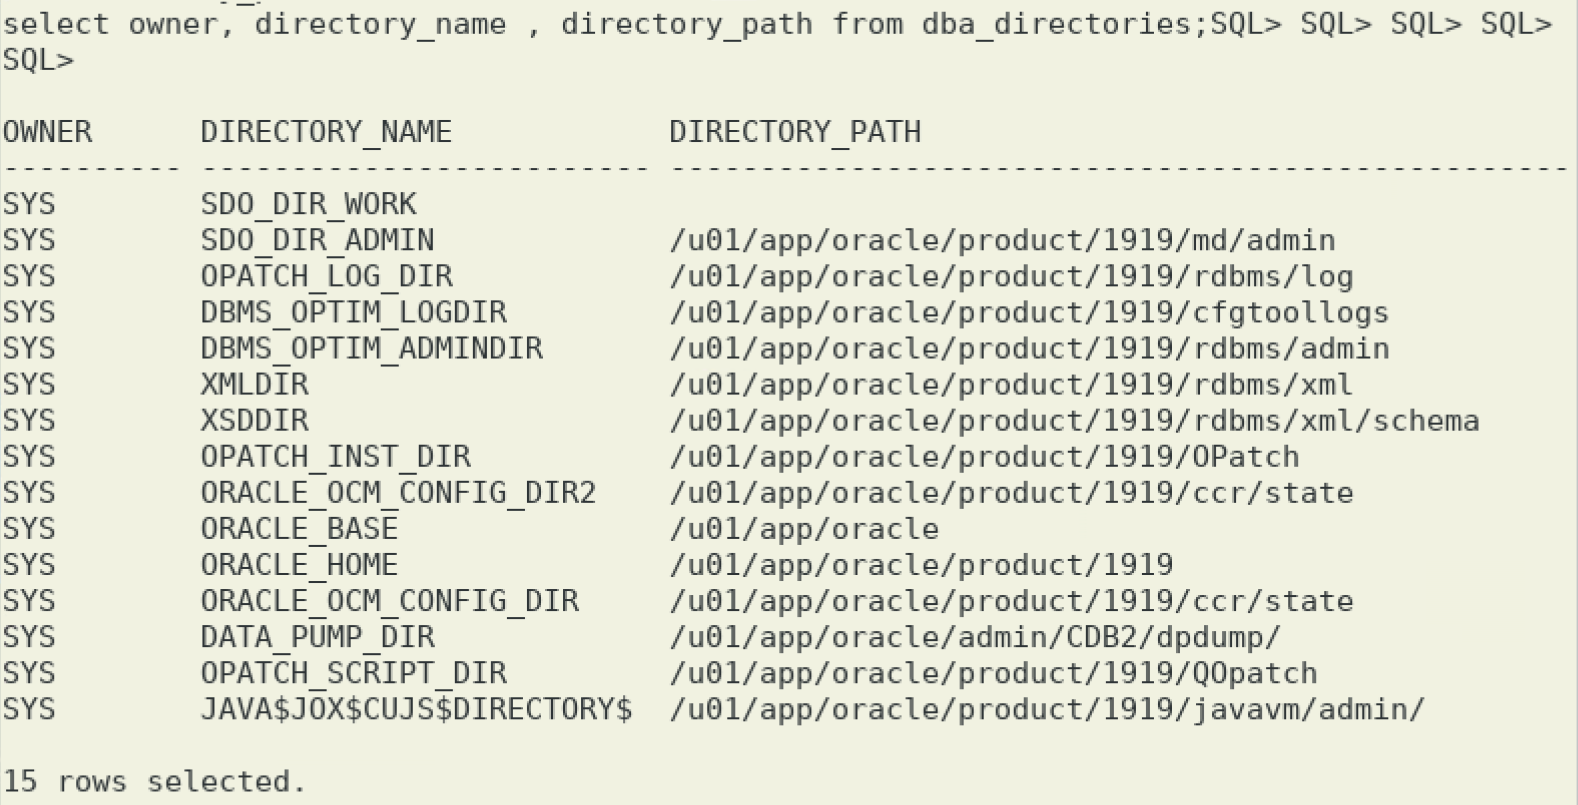 select owner, directory_name , directory_path from dba_directories;SQL> SQL> SQL> SQL>
SQL>
OWNER      DIRECTORY_NAME            DIRECTORY_PATH
---------- ------------------------- --------------------------------------------------
SYS        SDO_DIR_WORK
SYS        SDO_DIR_ADMIN             /u01/app/oracle/product/1919/md/admin
SYS        OPATCH_LOG_DIR            /u01/app/oracle/product/1919/rdbms/log
SYS        DBMS_OPTIM_LOGDIR         /u01/app/oracle/product/1919/cfgtoollogs
SYS        DBMS_OPTIM_ADMINDIR       /u01/app/oracle/product/1919/rdbms/admin
SYS        XMLDIR                    /u01/app/oracle/product/1919/rdbms/xml
SYS        XSDDIR                    /u01/app/oracle/product/1919/rdbms/xml/schema
SYS        OPATCH_INST_DIR           /u01/app/oracle/product/1919/OPatch
SYS        ORACLE_OCM_CONFIG_DIR2    /u01/app/oracle/product/1919/ccr/state
SYS        ORACLE_BASE               /u01/app/oracle
SYS        ORACLE_HOME               /u01/app/oracle/product/1919
SYS        ORACLE_OCM_CONFIG_DIR     /u01/app/oracle/product/1919/ccr/state
SYS        DATA_PUMP_DIR             /u01/app/oracle/admin/CDB2/dpdump/
SYS        OPATCH_SCRIPT_DIR         /u01/app/oracle/product/1919/QOpatch
SYS        JAVA$JOX$CUJS$DIRECTORY$  /u01/app/oracle/product/1919/javavm/admin/
15 rows selected.